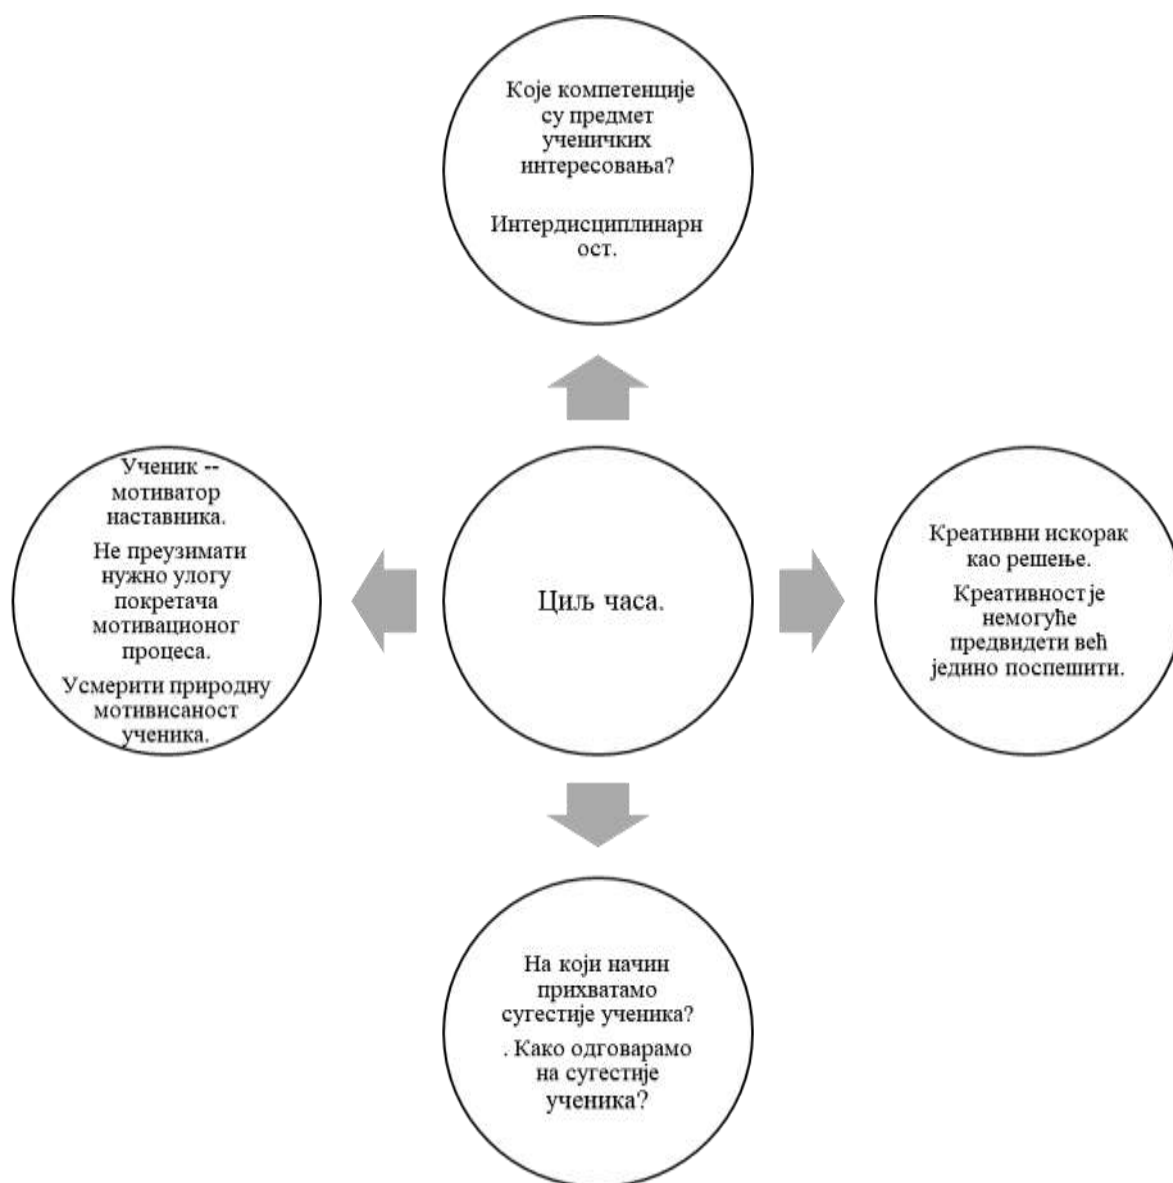 Које компетенције
су предмет
ученичких
интересовања?
Интердисциплинарн
ост.
Ученик --
мотиватор
наставника.
Не преузимати
нужно улогу
покретача
мотивационог
процеса.
Усмерити природну
мотивисаност
ученика.
Циљ часа.
Креативни искорак
као решење.
Креативност је
немогуће
предвидети већ
једино поспешити.
На који начин
прихватамо
сугестије ученика?
. Како одговарамо
на сугестије
ученика?